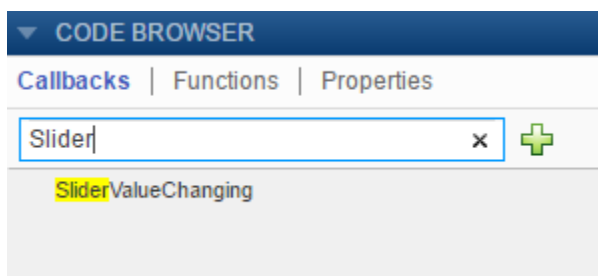 CODE BROWSER
Callbacks | Functions | Properties
Slider
SliderValueChanging